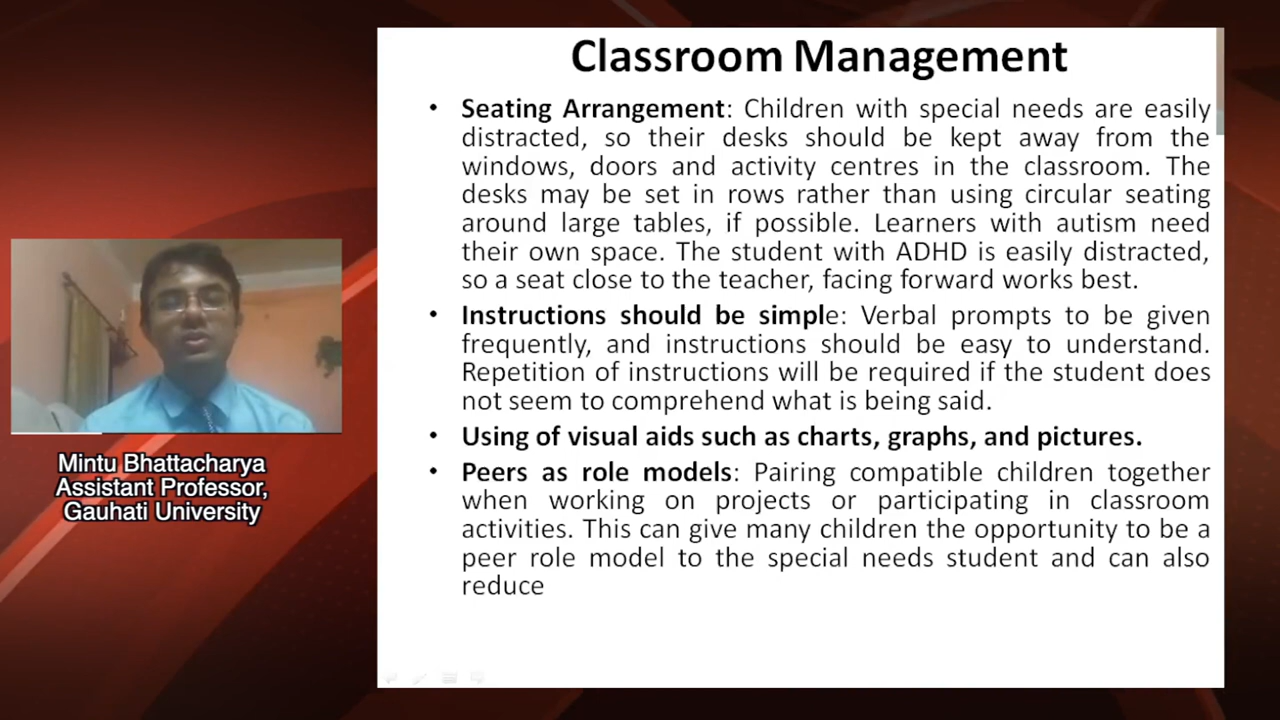 Classroom Management
• Seating Arrangement: Children with special needs are easily
distracted, so their desks should be kept away from the
windows, doors and activity centres in the classroom. The
desks may be set in rows rather than using circular seating
around large tables, if possible. Learners with autism need
their own space. The student with ADHD is easily distracted,
so a seat close to the teacher, facing forward works best.
• Instructions should be simple: Verbal prompts to be given
frequently, and instructions should be easy to understand.
Repetition of instructions will be required if the student does
not seem to comprehend what is being said.
• Using of visual aids such as charts, graphs, and pictures.
• Peers as role models: Pairing compatible children together
when working on projects or participating in classroom
activities. This can give many children the opportunity to be a
peer role model to the special needs student and can also
reduce
Mintu Bhattacharya
Assistant Professor,
Gauhati University